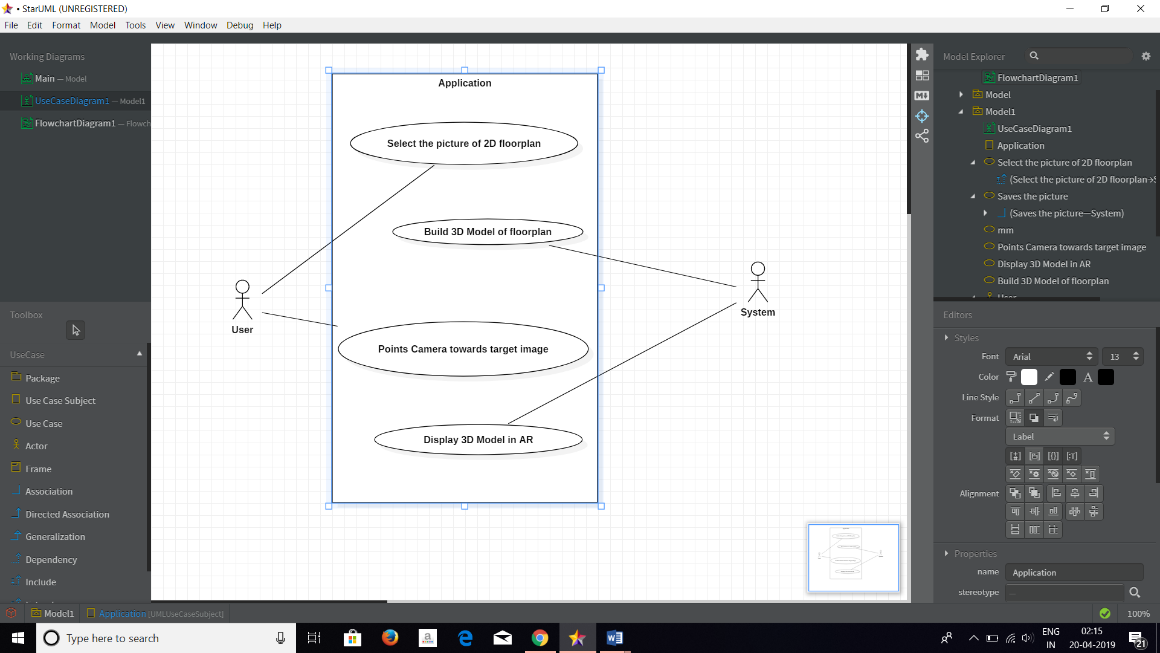 • StarUML (UNREGISTERED)
File Edit Format Model Tools View Window Debug Help
Working Diagrams
Main — Model
UseCaseDiagram1 — Model1
FlowchartDiagram1 — Flowch
Toolbox
UseCase
Package
Use Case Subject
Use Case
Actor
Frame
Association
Directed Association
Generalization
Dependency
Include
Application
Select the picture of 2D floorplan
Build 3D Model of floorplan
User
System
Points Camera towards target image
Display 3D Model in AR
Model Explorer
FlowchartDiagram1
Model
Model1
UseCaseDiagram1
Application
Select the picture of 2D floorplan
(Select the picture of 2D floorplan→S
Saves the picture
(Saves the picture—System)
mm
Points Camera towards target image
Display 3D Model in AR
Build 3D Model of floorplan
Editors
Styles
Font Arial 13
Color A
Line Style
Format
Label
Alignment
Properties
name Application
stereotype
Model1 Application [UMLUseCaseSubject]
100%
Type here to search
ENG
IN
02:15
20-04-2019
21